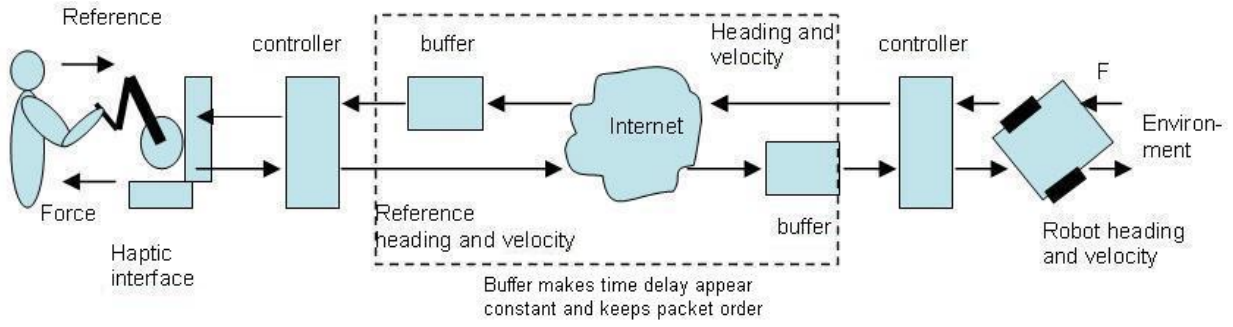 Reference
controller
buffer
Heading and
velocity
controller
F
Internet
Environ-
ment
Force
Reference
heading and velocity
buffer
Haptic
interface
Robot heading
and velocity
Buffer makes time delay appear
constant and keeps packet order